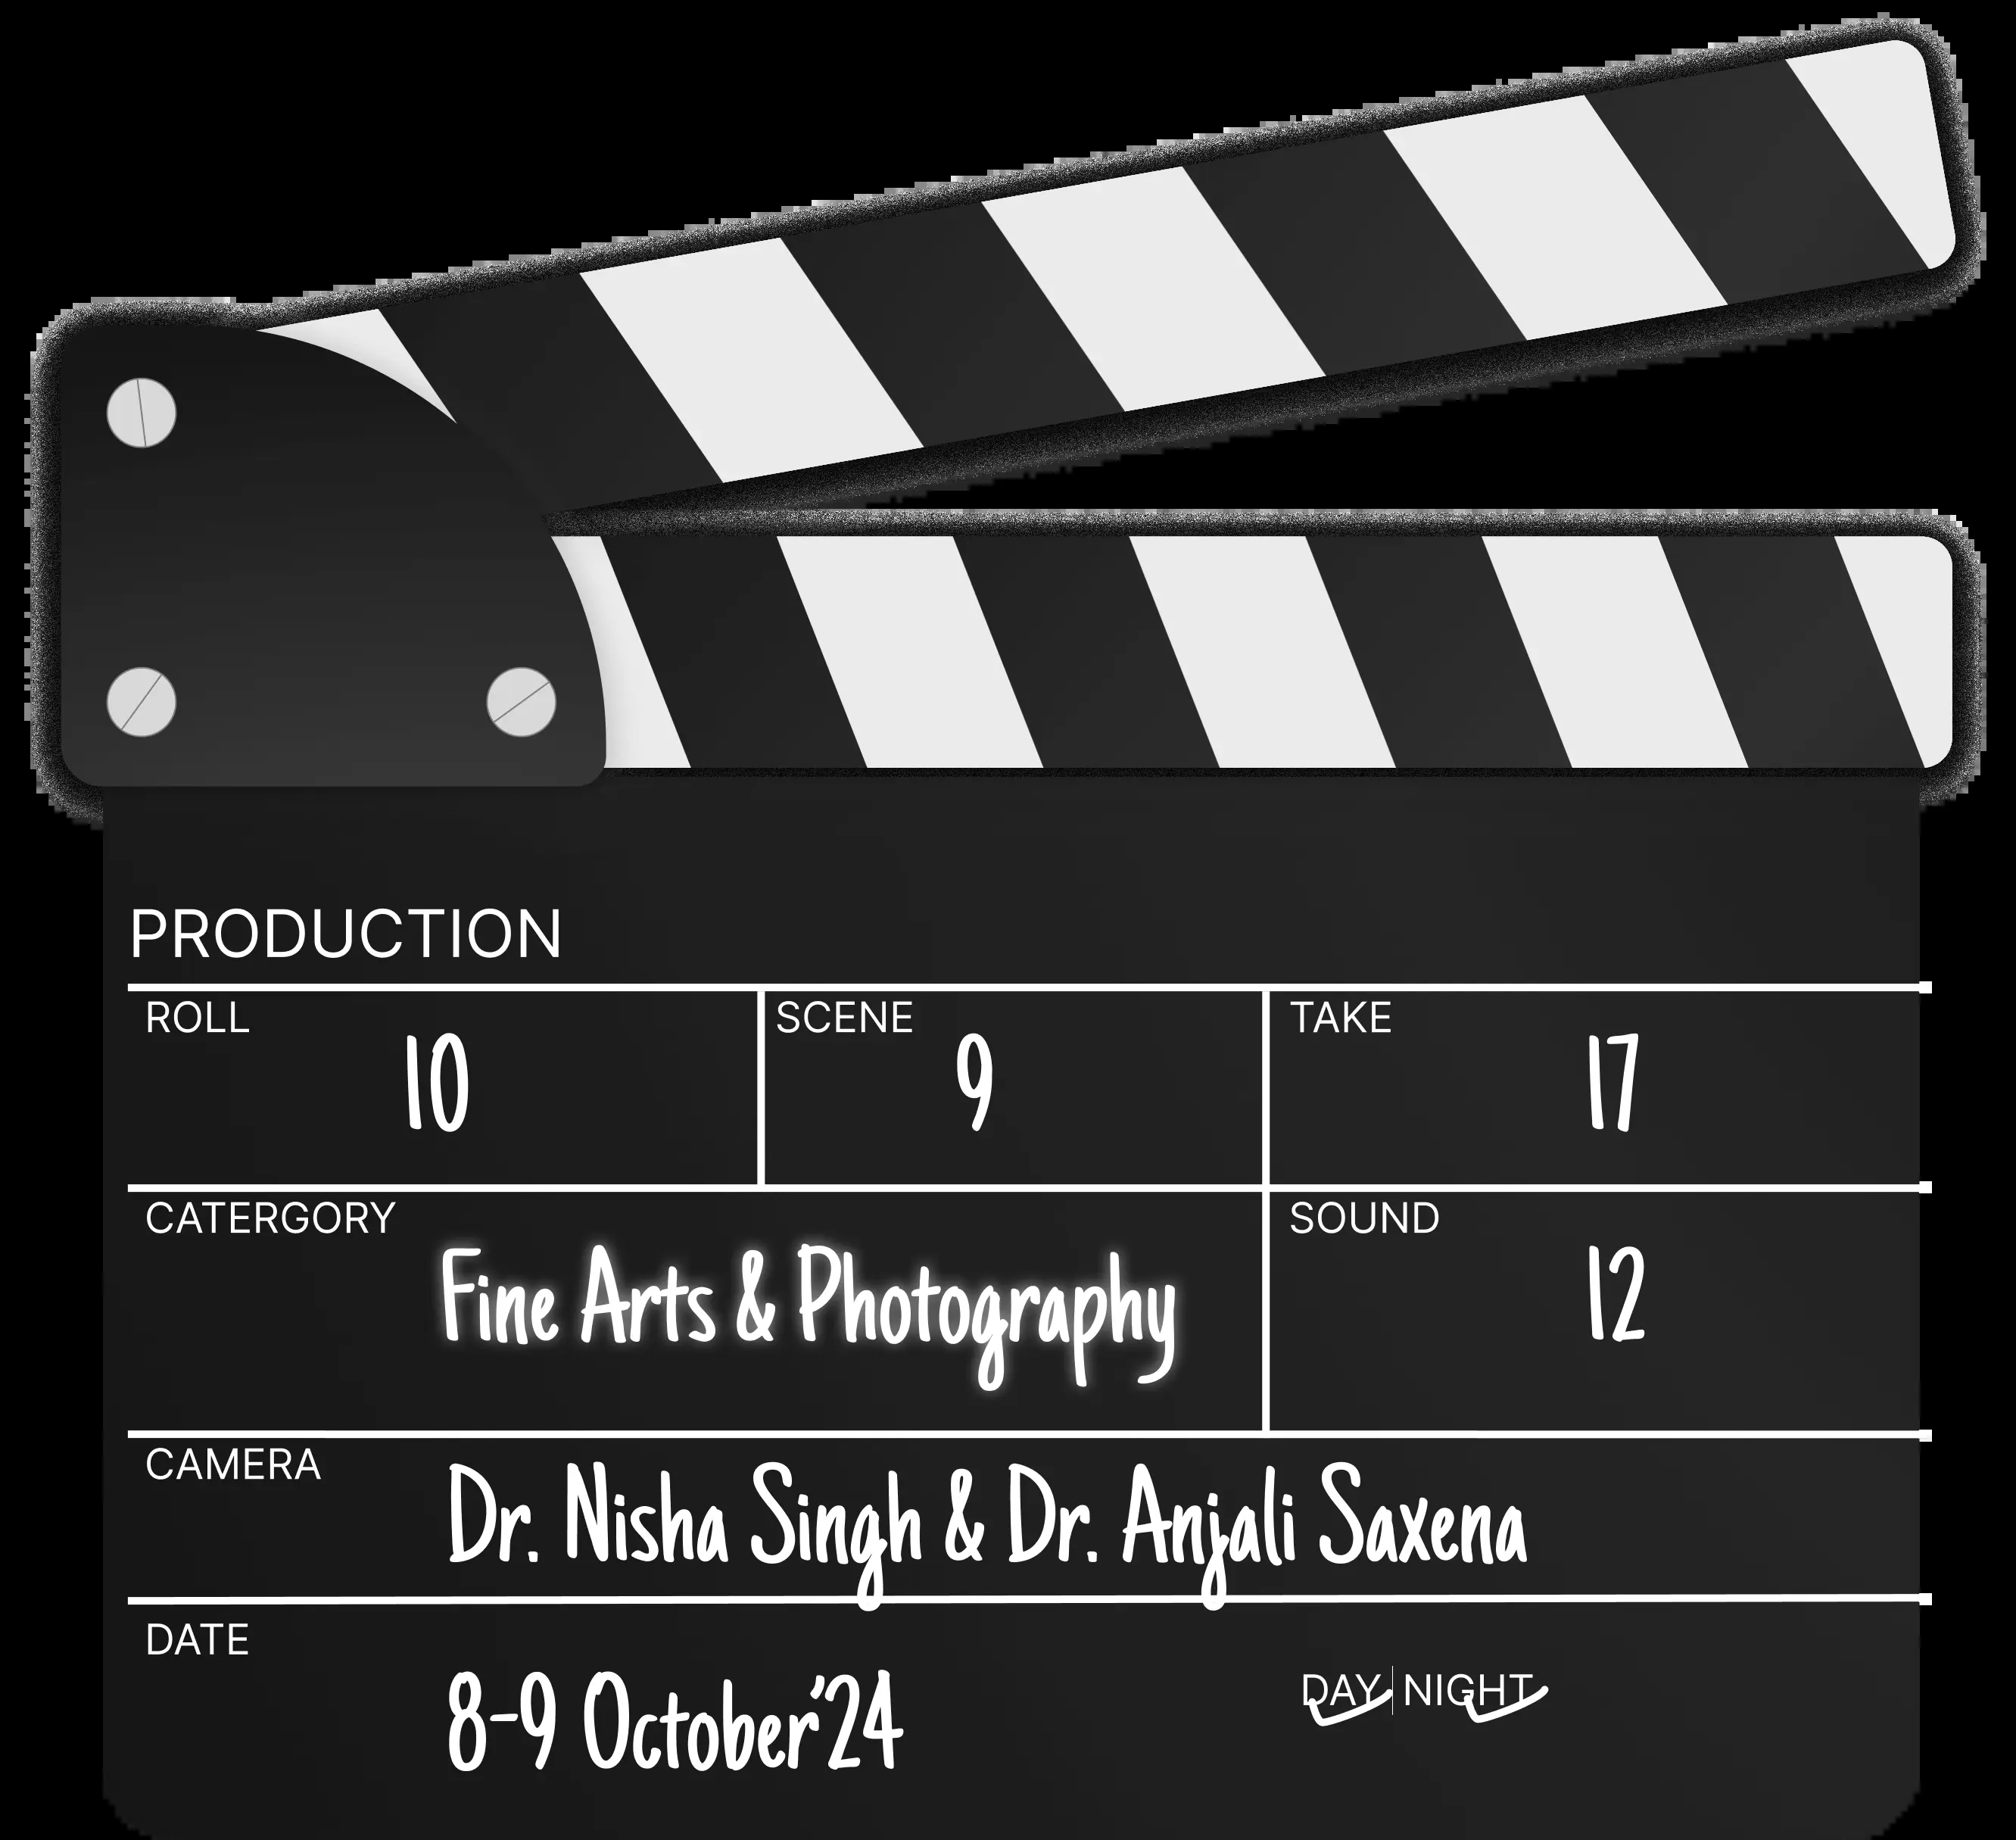 PRODUCTION
ROLL
10
SCENE
9
TAKE
17
CATERGORY
Fine Arts & Photography
SOUND
12
CAMERA
Dr. Nisha Singh & Dr. Anjali Saxena
DATE
8-9 October'24
DAY NIGHT